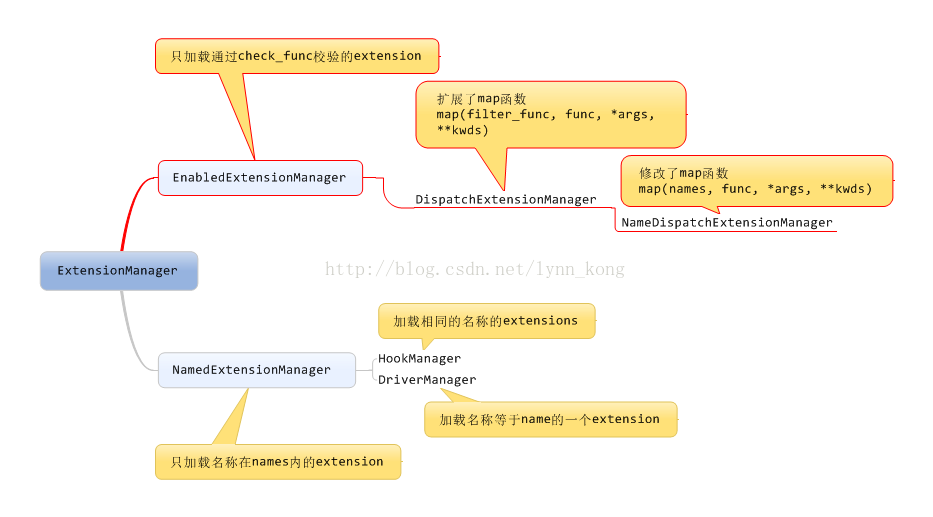 只加载通过check_func校验的extension
扩展了map函数
map(filter_func, func, *args,
**kwds)
修改了map函数
map(names, func, *args, **kwds)
EnabledExtensionManager
DispatchExtensionManager
NameDispatchExtensionManager
ExtensionManager
http://blog.csdn.net/lynn_kong
加载相同的名称的extensions
HookManager
NamedExtensionManager
DriverManager
加载名称等于name的一个extension
只加载名称在names内的extension